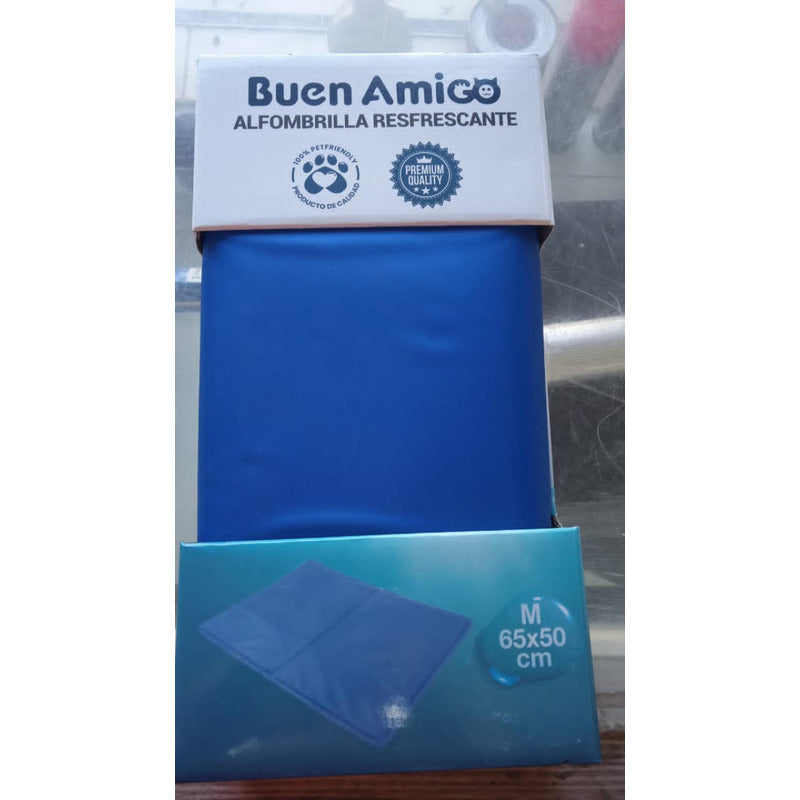 Buen Amigo
ALFOMBRILLA RESFRESCANTE
100% PETFRIENDLY
PRODUCTO DE CALIDAD
PREMIUM
QUALITY
M
65x50
cm